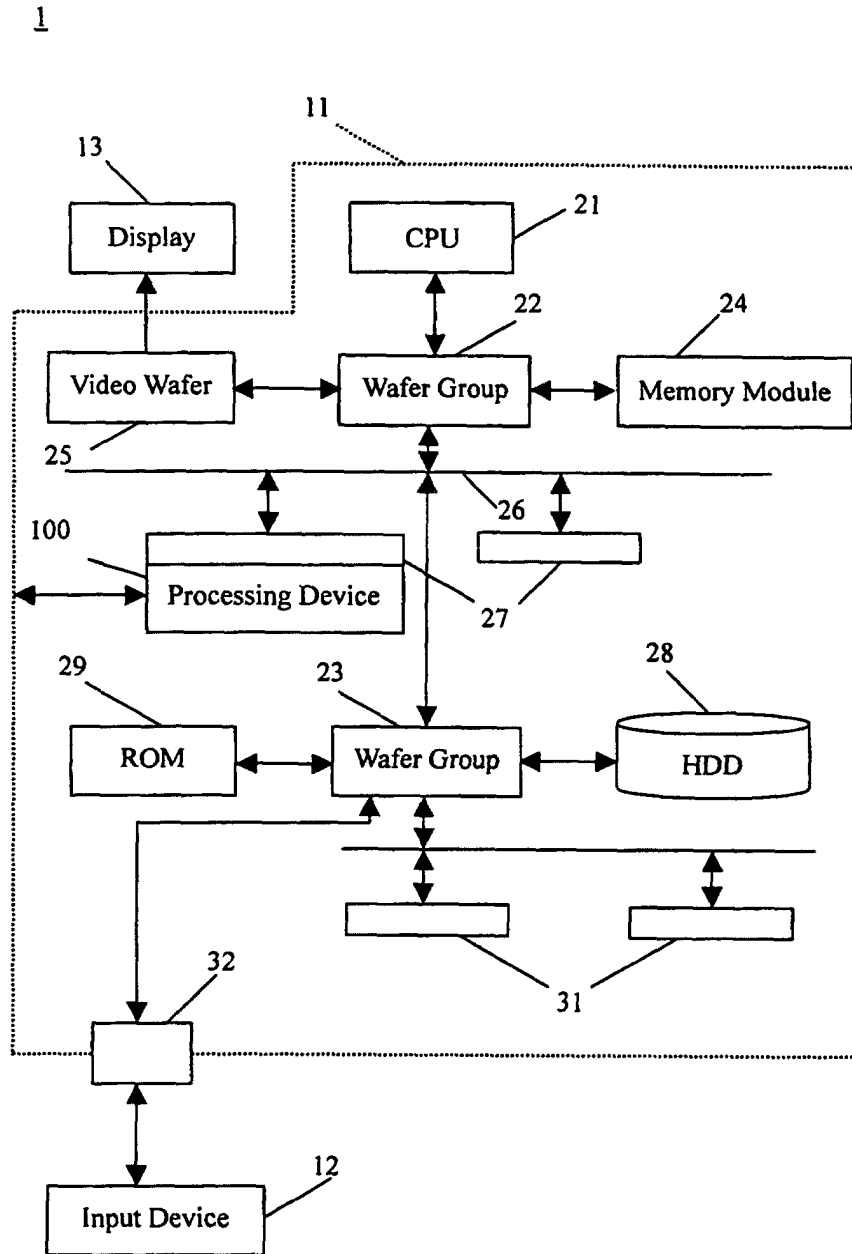 1
11
13
Display
CPU
21
22
24
Video Wafer
Wafer Group
Memory Module
25
26
100
Processing Device
27
29
23
28
ROM
Wafer Group
HDD
32
31
12
Input Device